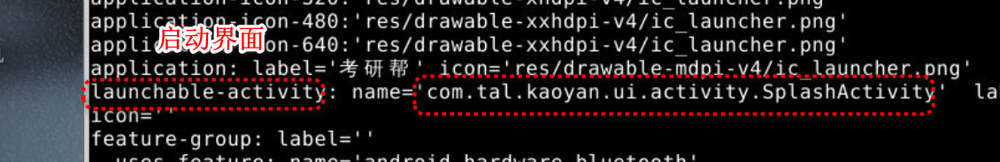 application-icon-320:'res/drawable-xhdpi-v4/ic_launcher.png'
application-icon-480:'res/drawable-xxhdpi-v4/ic_launcher.png'
application-icon-640:'res/drawable-xxhdpi-v4/ic_launcher.png'
启动界面
application: label='考研帮' icon='res/drawable-mdpi-v4/ic_launcher.png'
launchable-activity: name='com.tal.kaoyan.ui.activity.SplashActivity'  la
icon=''
feature-group: label=''
uses-feature: name='android.hardware.bluetooth'